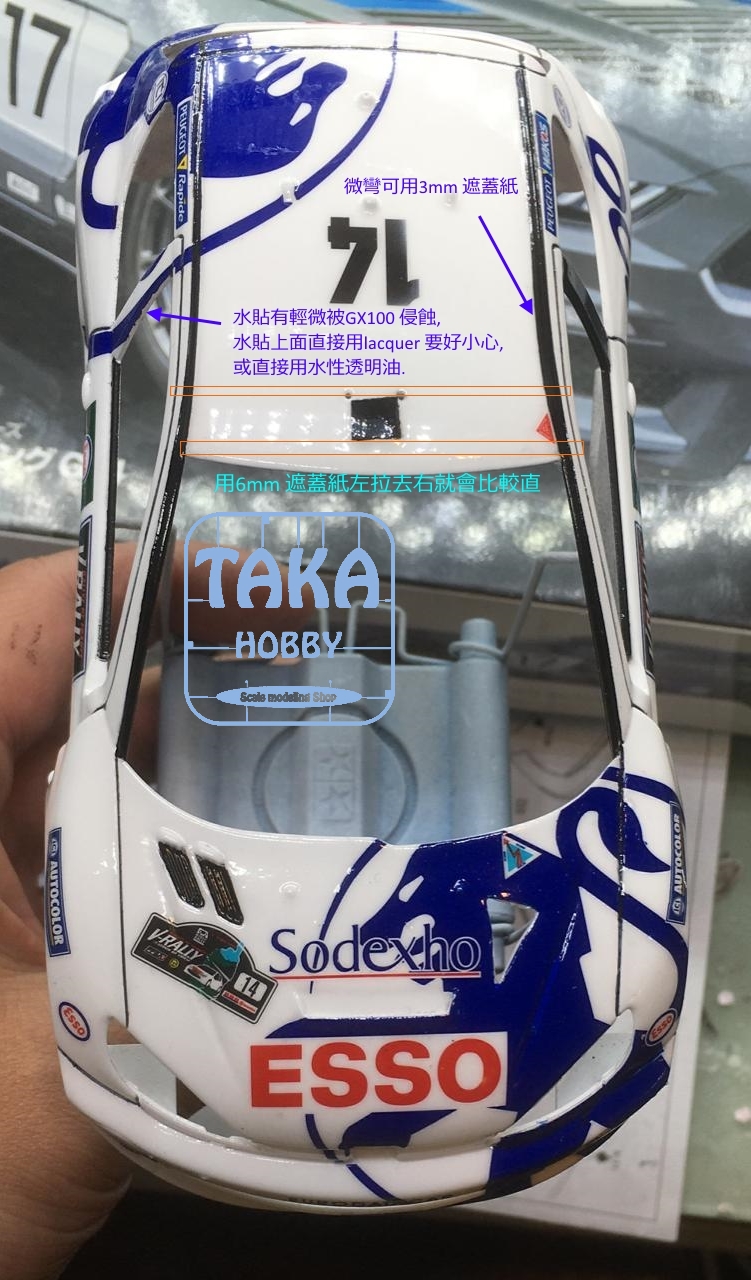 17
PEUGEOT
Rapide
PEUGEOT
微彎可用3mm 遮蓋紙
14
水貼有輕微被GX100 侵蝕,
水貼上面直接用lacquer 要好小心,
或直接用水性透明油.
用6mm 遮蓋紙左拉去右就會比較直
TAKA
HOBBY
Scale modeling Shop
V-RALLY
AUTOCOLOR
AUTOCOLOR
V-RALLY
14
Sodexho
ESSO
ESSO
ESSO